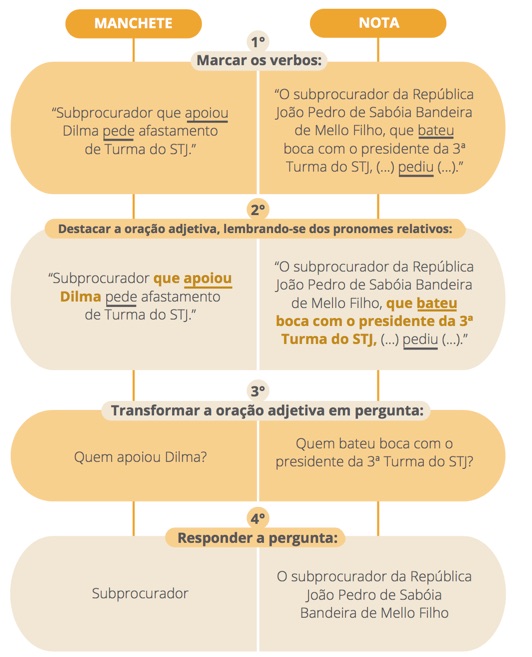 MANCHETE
NOTA
1º
Marcar os verbos:
“Subprocurador que apoiou
Dilma pede afastamento
de Turma do STJ.”
“O subprocurador da República
João Pedro de Sabóia Bandeira
de Mello Filho, que bateu
boca com o presidente da 3ª
Turma do STJ, (...) pediu (...).”
2º
Destacar a oração adjetiva, lembrando-se dos pronomes relativos:
“Subprocurador que apoiou
Dilma pede afastamento
de Turma do STJ.”
“O subprocurador da República
João Pedro de Sabóia Bandeira
de Mello Filho, que bateu
boca com o presidente da 3ª
Turma do STJ, (...) pediu (...).”
3º
Transformar a oração adjetiva em pergunta:
Quem apoiou Dilma?
Quem bateu boca com o
presidente da 3ª Turma do STJ?
4º
Responder a pergunta:
Subprocurador
O subprocurador da República
João Pedro de Sabóia
Bandeira de Mello Filho